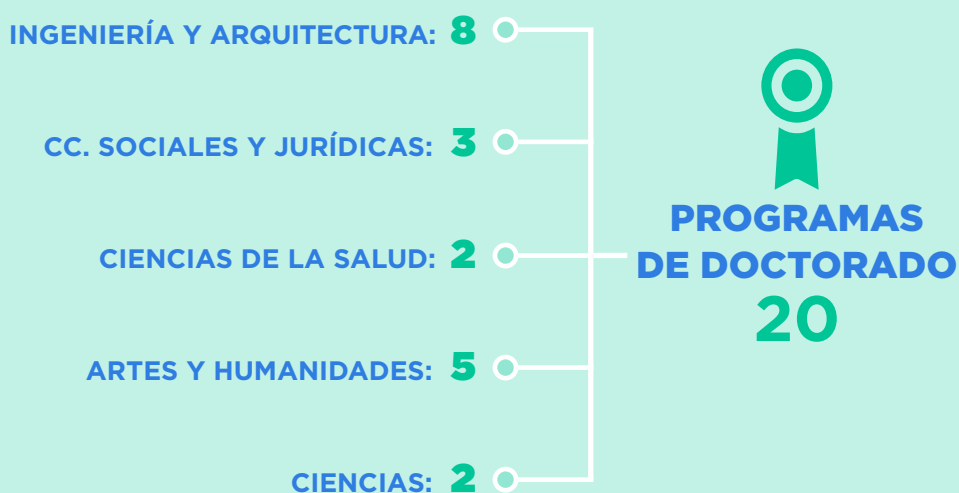 INGENIERÍA Y ARQUITECTURA: 8
CC. SOCIALES Y JURÍDICAS: 3
CIENCIAS DE LA SALUD: 2
ARTES Y HUMANIDADES: 5
CIENCIAS: 2
PROGRAMAS
DE DOCTORADO
20